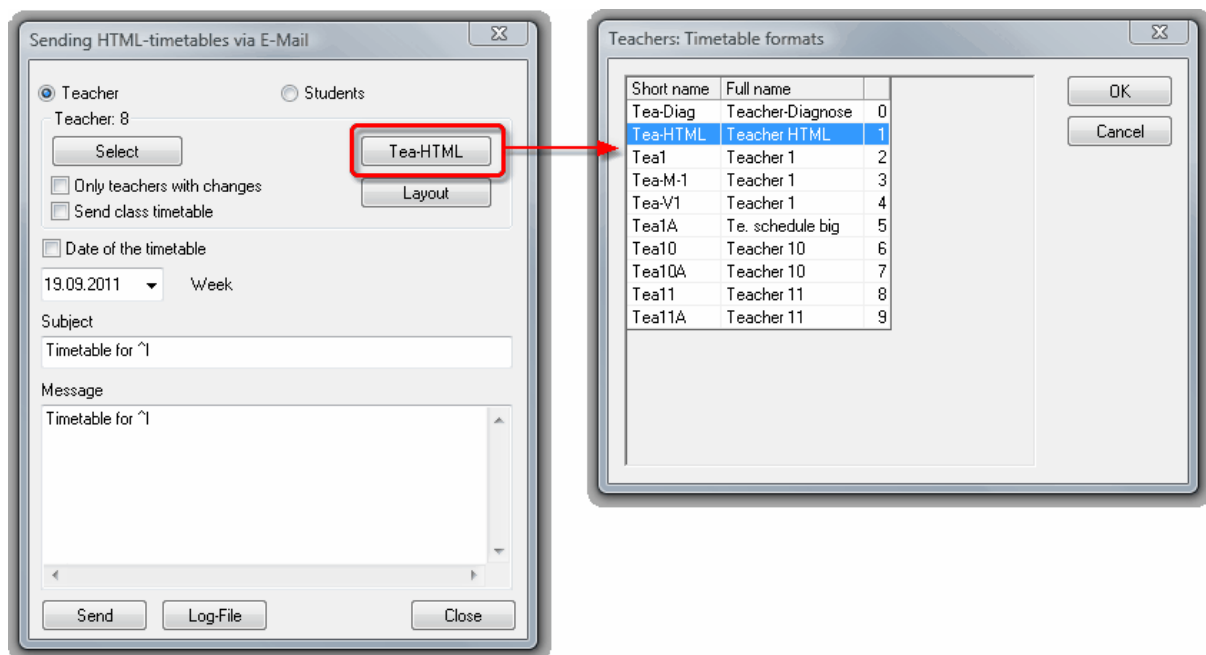 Sending HTML-timetables via E-Mail
Teacher
Students
Teacher: 8
Select
Tea-HTML
Only teachers with changes
Layout
Send class timetable
Date of the timetable
19.09.2011
Week
Subject
Timetable for ^l
Message
Timetable for ^l
Send
Log-File
Close
Teachers: Timetable formats
Short name Full name
Tea-Diag Teacher-Diagnose 0
Tea-HTML Teacher HTML 1
Tea1 Teacher 1 2
Tea-M-1 Teacher 1 3
Tea-V1 Teacher 1 4
Tea1A Te. schedule big 5
Tea10 Teacher 10 6
Tea10A Teacher 10 7
Tea11 Teacher 11 8
Tea11A Teacher 11 9
OK
Cancel